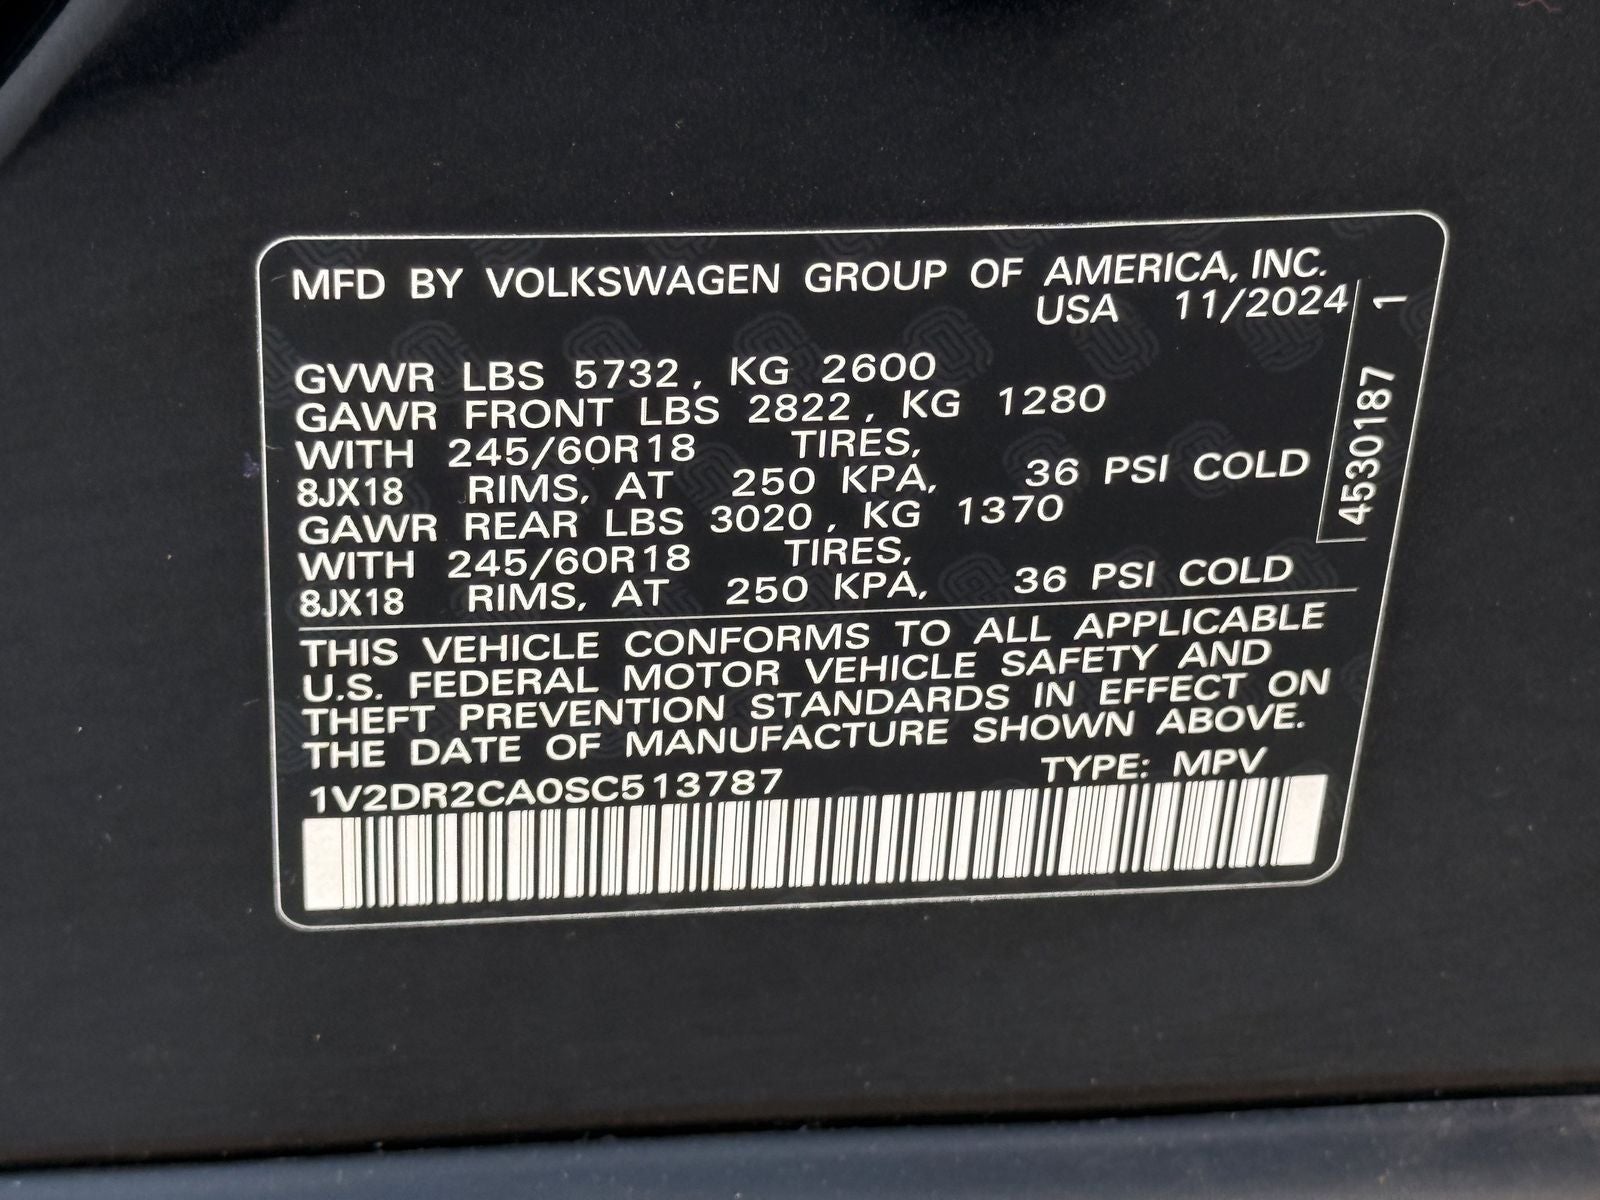 MFD BY VOLKSWAGEN GROUP OF AMERICA, INC.
USA 11/2024
GVWR LBS 5732, KG 2600
GAWR FRONT LBS 2822, KG 1280
WITH 245/60R18 TIRES,
8JX18 RIMS, AT 250 KPA, 36 PSI COLD
GAWR REAR LBS 3020, KG 1370
WITH 245/60R18 TIRES,
8JX18 RIMS, AT 250 KPA, 36 PSI COLD
THIS VEHICLE CONFORMS TO ALL APPLICABLE
U.S. FEDERAL MOTOR VEHICLE SAFETY AND
THEFT PREVENTION STANDARDS IN EFFECT ON
THE DATE OF MANUFACTURE SHOWN ABOVE.
1V2DR2CA0SC513787 TYPE: MPV
4530187 1